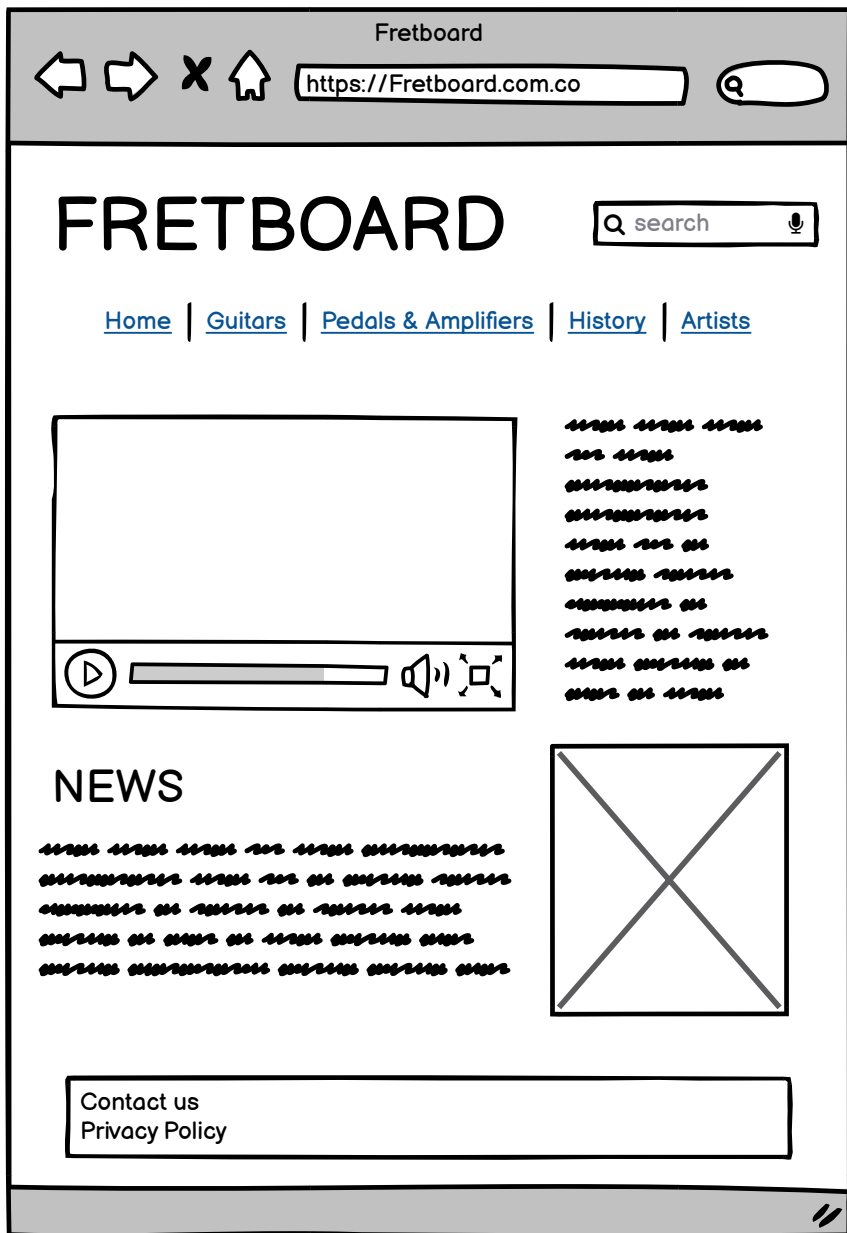 Fretboard
https://Fretboard.com.co
FRETBOARD
search
Home | Guitars | Pedals & Amplifiers | History | Artists
NEWS
Contact us
Privacy Policy